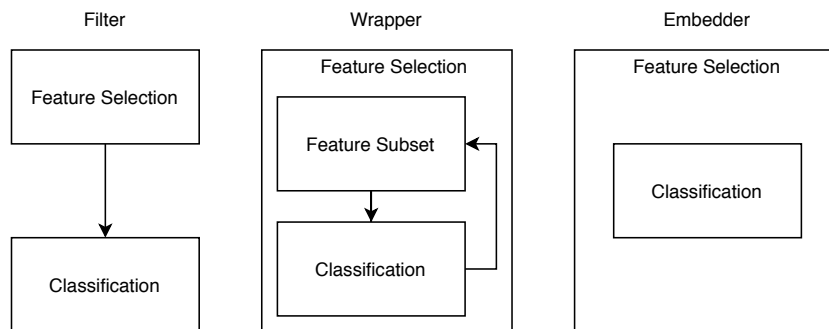 Filter
Feature Selection
Classification
Wrapper
Feature Selection
Feature Subset
Classification
Embedder
Feature Selection
Classification